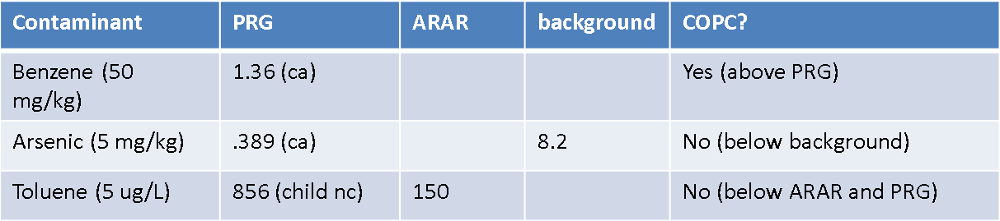 Contaminant PRG ARAR background COPC?
Benzene (50 1.36 (ca) Yes (above PRG)
mg/kg)
Arsenic (5 mg/kg) .389 (ca) 8.2 No (below background)
Toluene (5 ug/L) 856 (child nc) 150 No (below ARAR and PRG)